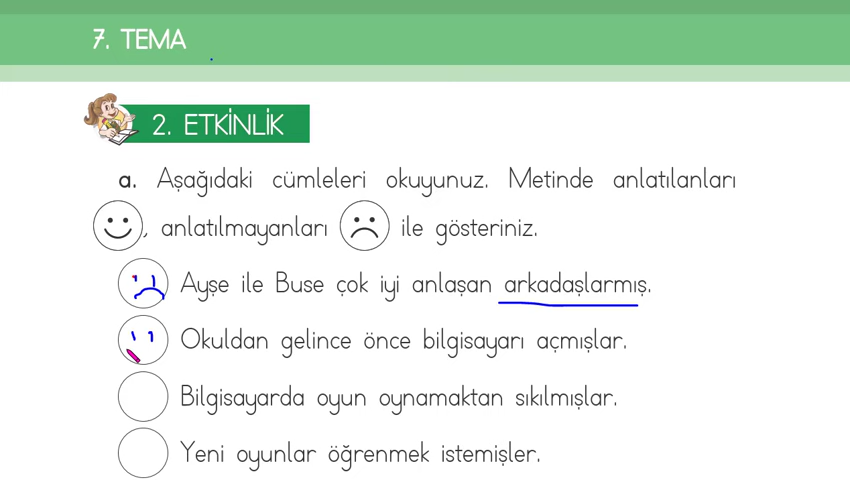 7. TEMA
2. ETKİNLİK
a. Aşağıdaki cümleleri okuyunuz. Metinde anlatılanları
, anlatılmayanları ile gösteriniz.
Ayşe ile Buse çok iyi anlaşan arkadaşlarmış.
Okuldan gelince önce bilgisayarı açmışlar.
Bilgisayarda oyun oynamaktan sıkılmışlar.
Yeni oyunlar öğrenmek istemişler.